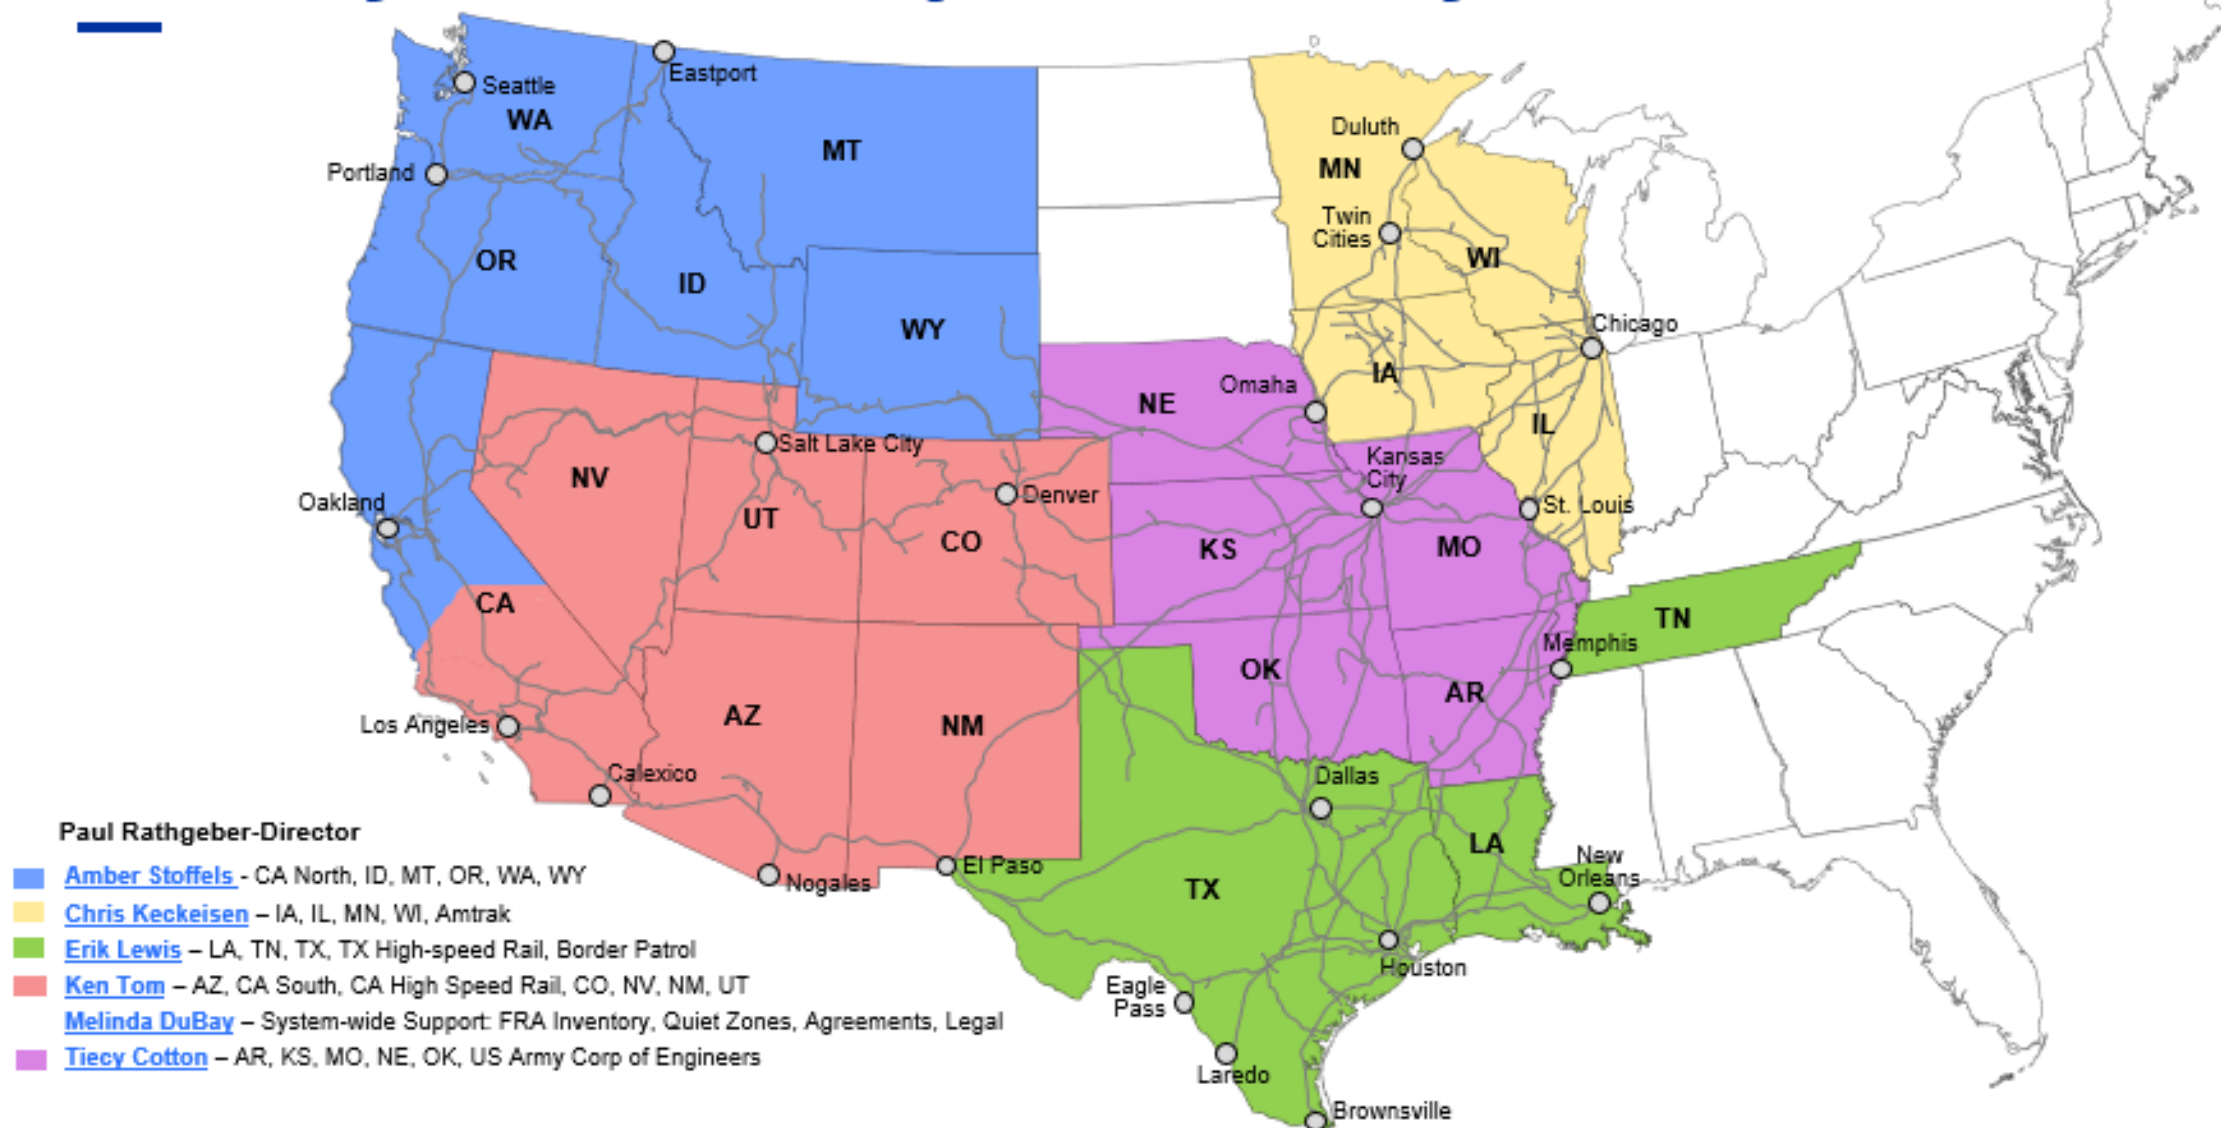 Seattle
Eastport
WA
MT
Portland
OR
ID
WY
Duluth
MN
Twin
Cities
WI
Chicago
IA
Omaha
NE
IL
Salt Lake City
Kansas
City
NV
Denver
St. Louis
Oakland
UT
CO
KS
MO
CA
TN
Memphis
OK
AR
AZ
NM
Los Angeles
Calexico
Dallas
LA
New
Orleans
El Paso
Nogales
TX
Houston
Eagle
Pass
Laredo
Brownsville
Paul Rathgeber-Director
Amber Stoffels - CA North, ID, MT, OR, WA, WY
Chris Keckeisen – IA, IL, MN, WI, Amtrak
Erik Lewis – LA, TN, TX, TX High-speed Rail, Border Patrol
Ken Tom – AZ, CA South, CA High Speed Rail, CO, NV, NM, UT
Melinda DuBay – System-wide Support: FRA Inventory, Quiet Zones, Agreements, Legal
Tiecy Cotton – AR, KS, MO, NE, OK, US Army Corp of Engineers